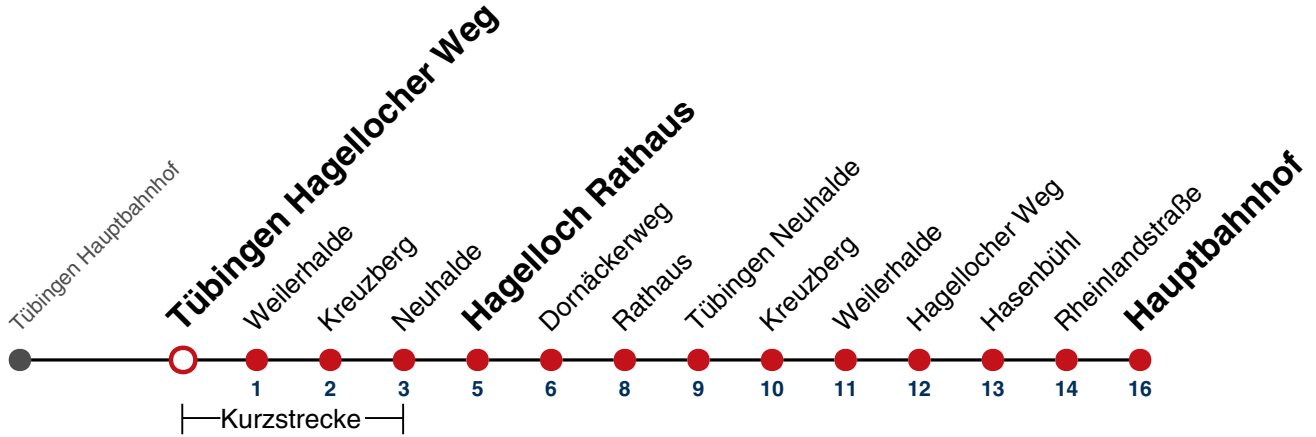 Tübingen Hauptbahnhof
Tübingen Hagellocher Weg
Weilerhalde
Kreuzberg
Neuhalde
Hagelloch Rathaus
Dornäckerweg
Rathaus
Tübingen Neuhalde
Kreuzberg
Weilerhalde
Hagellocher Weg
Hasenbühl
Rheinlandstraße
Hauptbahnhof
1 2 3 5 6 8 9 10 11 12 13 14 16
Kurzstrecke